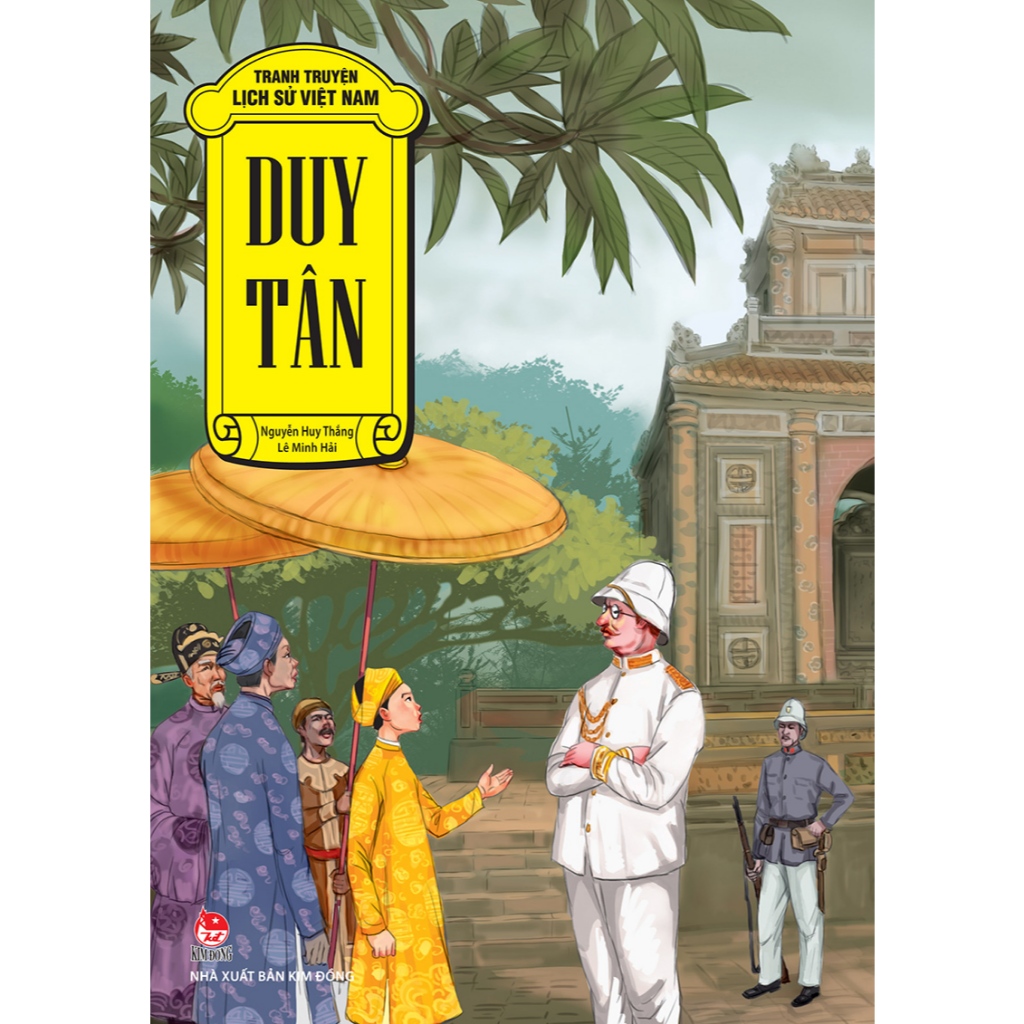 TRANH TRUYỆN
LỊCH SỬ VIỆT NAM
DUY
TÂN
Nguyễn Huy Thắng
Lê Minh Hải
KIM ĐỒNG
NHÀ XUẤT BẢN KIM ĐỒNG